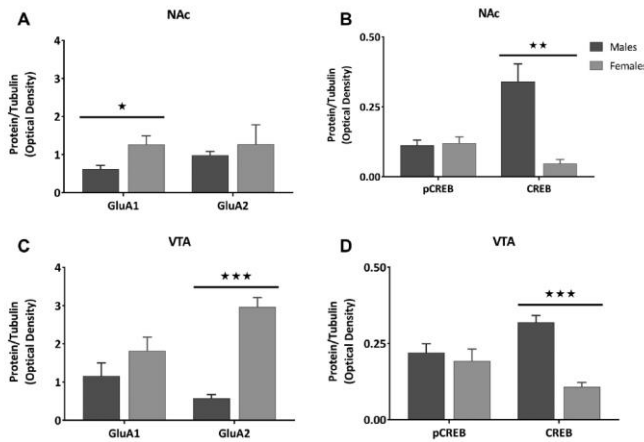 A
NAc
Protein/Tubulin
(Optical Density)
4
3
2
1
0
★
GluA1
GluA2
B
NAc
Protein/Tubulin
(Optical Density)
0.50
0.25
0.00
★★
pCREB
CREB
Males
Females
C
VTA
Protein/Tubulin
(Optical Density)
4
3
2
1
0
★★★
GluA1
GluA2
D
VTA
Protein/Tubulin
(Optical Density)
0.50
0.25
0.00
★★★
pCREB
CREB